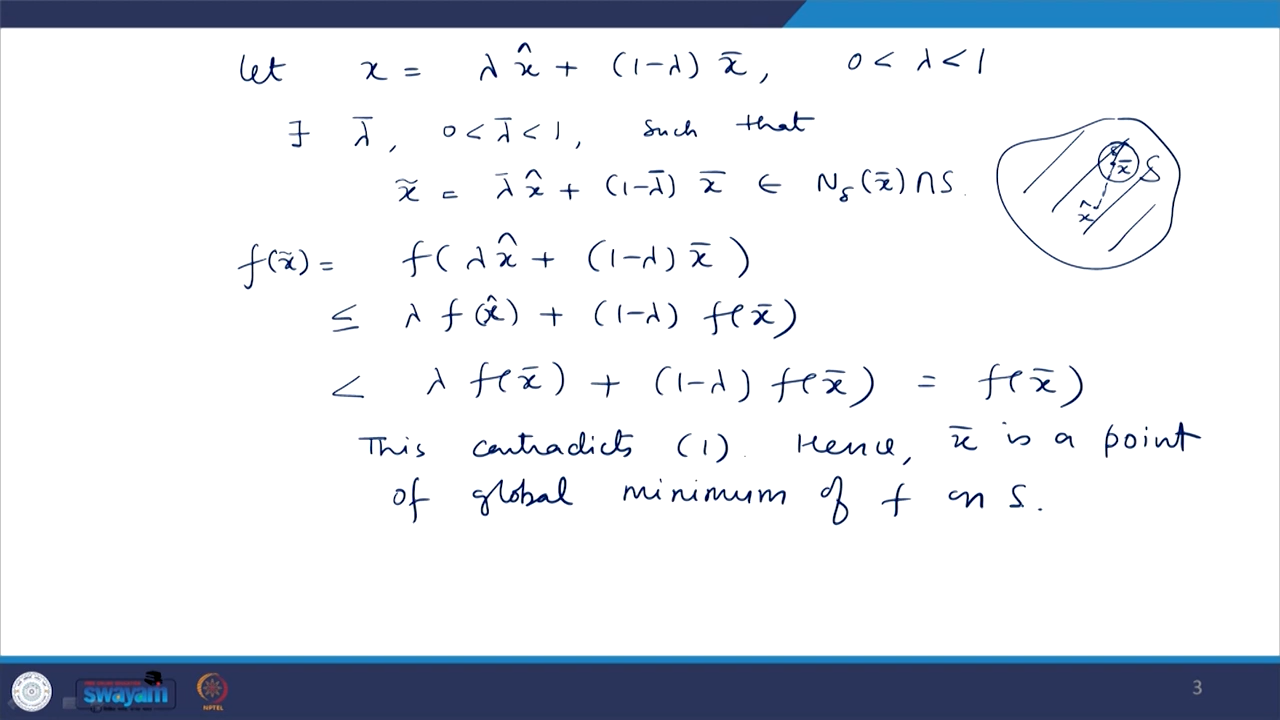 let x = λx̂ + (1-λ) x̄, 0 < λ < 1
∃ λ̄, 0 < λ̄ < 1, such that
x̃ = λ̄x̂ + (1-λ̄) x̄ ∈ N_δ(x̄) ∩ S.
x̄ S
x̂
f(x̃) = f(λx̂ + (1-λ) x̄)
≤ λ f(x̂) + (1-λ) f(x̄)
< λ f(x̄) + (1-λ) f(x̄) = f(x̄)
This contradicts (1). Hence, x̄ is a point
of global minimum of f on S.
swayam
NPTEL
3